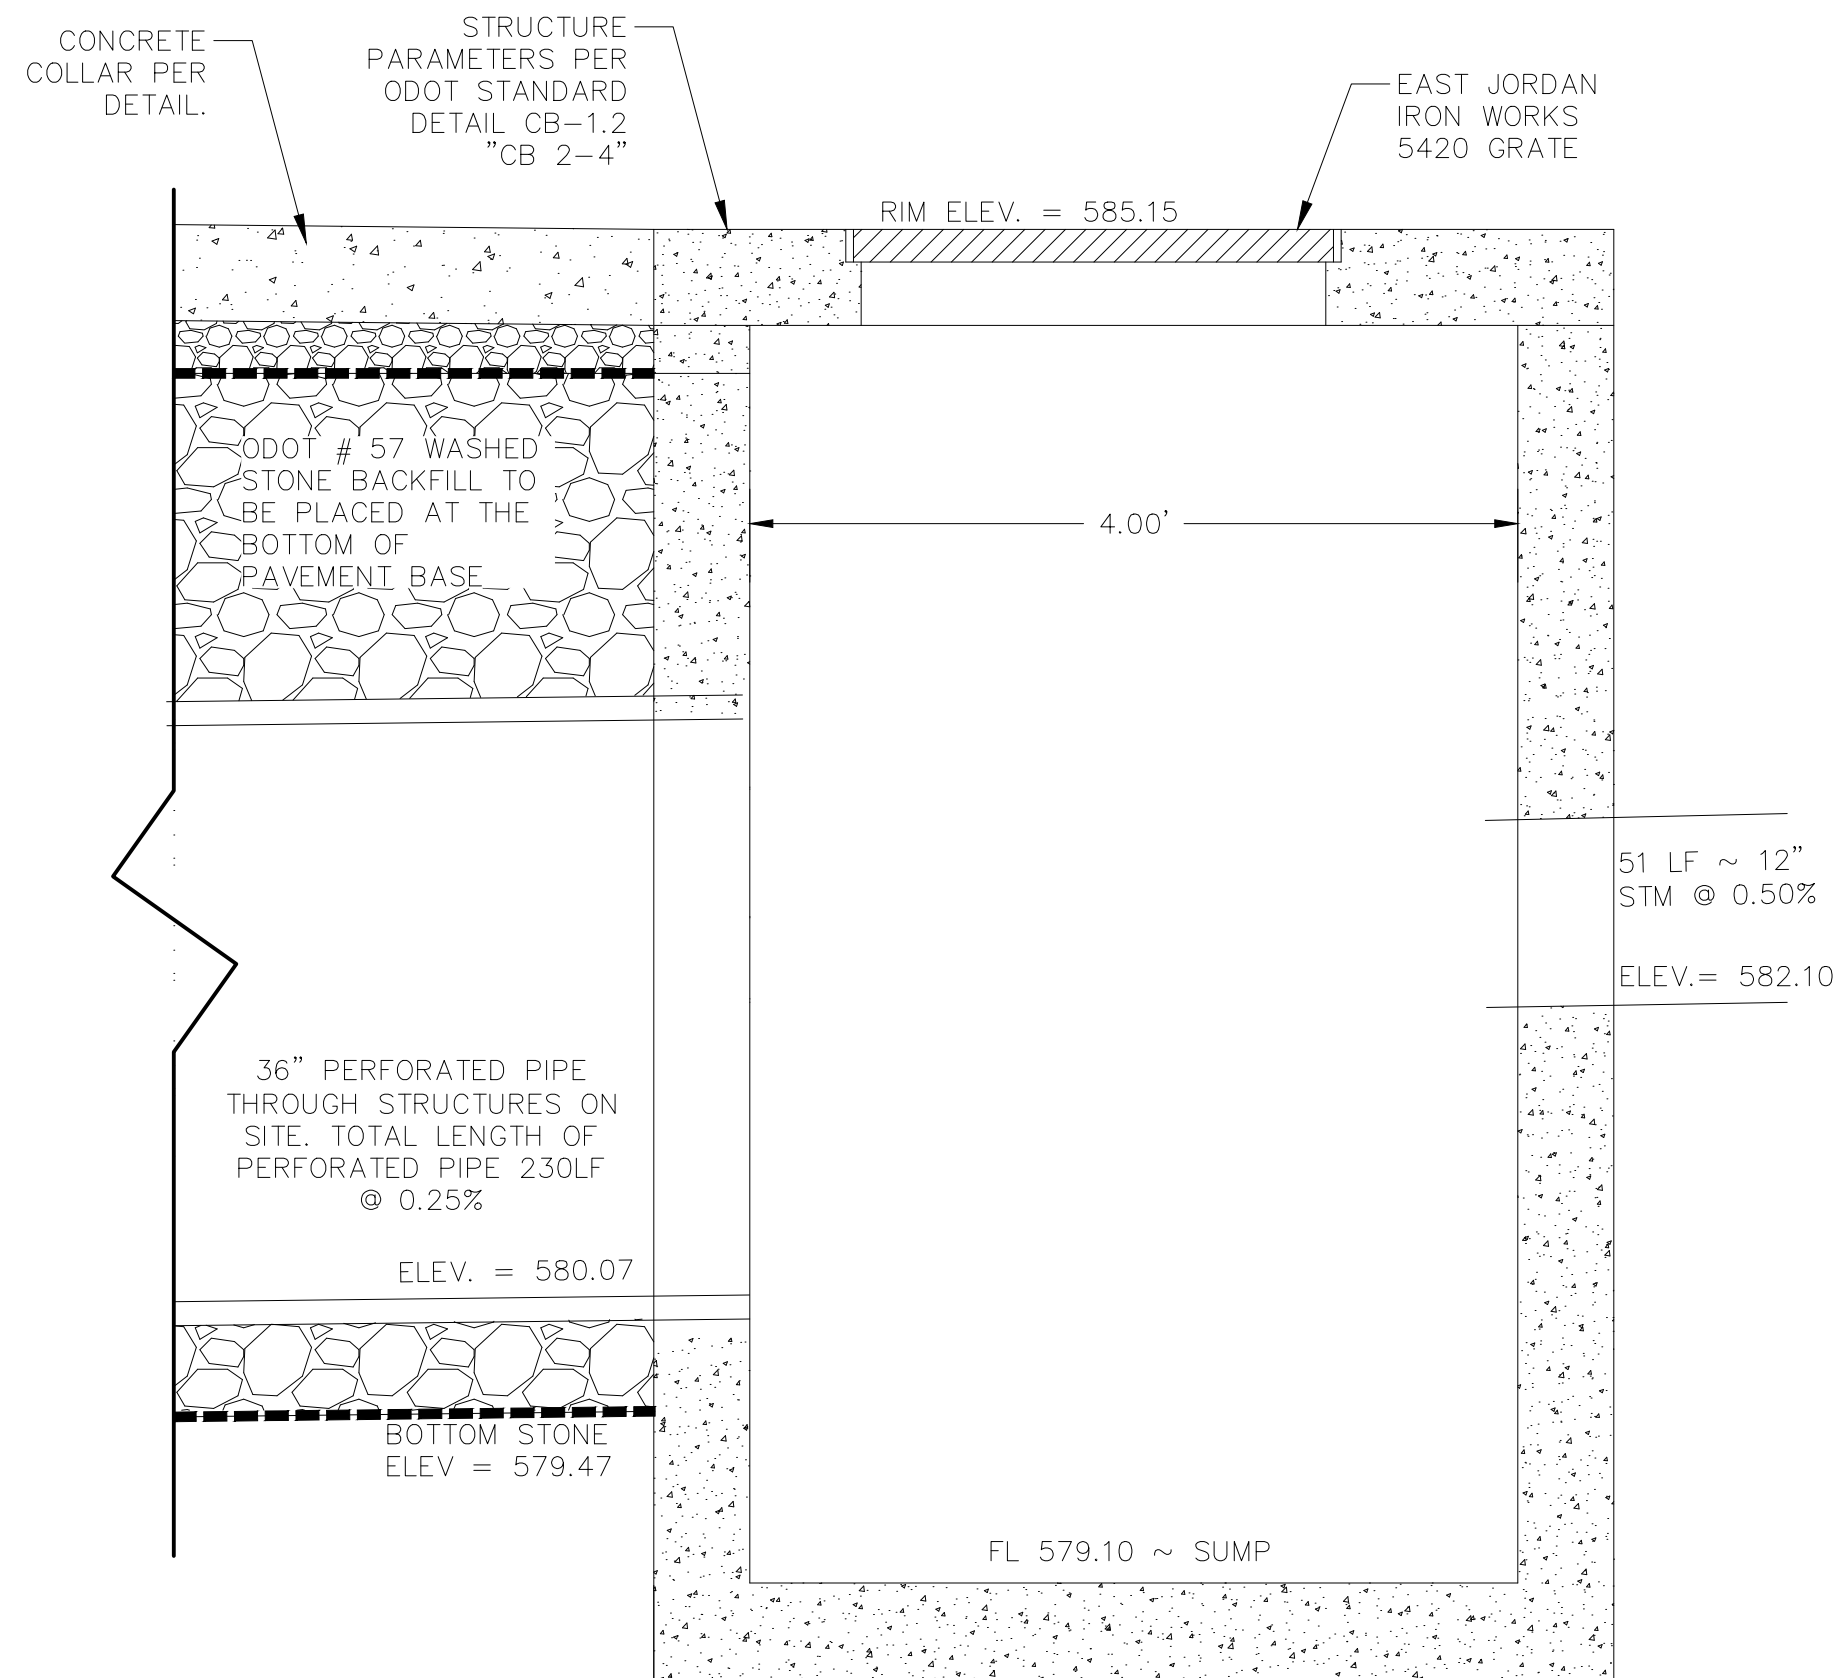 CONCRETE
COLLAR PER
DETAIL.
STRUCTURE
PARAMETERS PER
ODOT STANDARD
DETAIL CB-1.2
"CB 2-4"
EAST JORDAN
IRON WORKS
5420 GRATE
RIM ELEV. = 585.15
ODOT # 57 WASHED
STONE BACKFILL TO
BE PLACED AT THE
BOTTOM OF
PAVEMENT BASE
4.00'
51 LF ~ 12"
STM @ 0.50%
ELEV.= 582.10
36" PERFORATED PIPE
THROUGH STRUCTURES ON
SITE. TOTAL LENGTH OF
PERFORATED PIPE 230LF
@ 0.25%
ELEV. = 580.07
BOTTOM STONE
ELEV = 579.47
FL 579.10 ~ SUMP